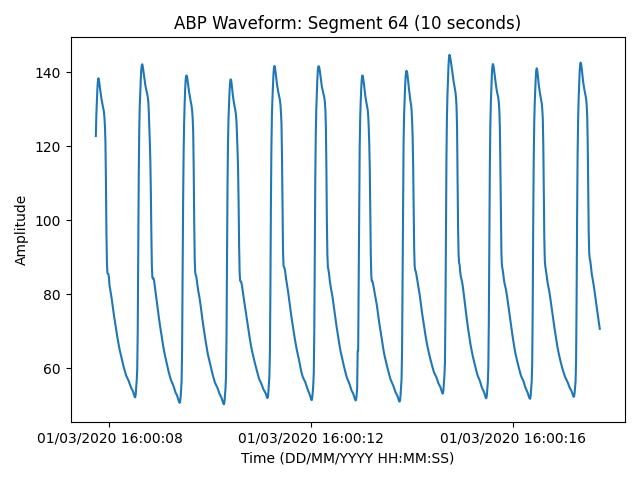 ABP Waveform: Segment 64 (10 seconds)
Amplitude
140
120
100
80
60
01/03/2020 16:00:08 01/03/2020 16:00:12 01/03/2020 16:00:16
Time (DD/MM/YYYY HH:MM:SS)